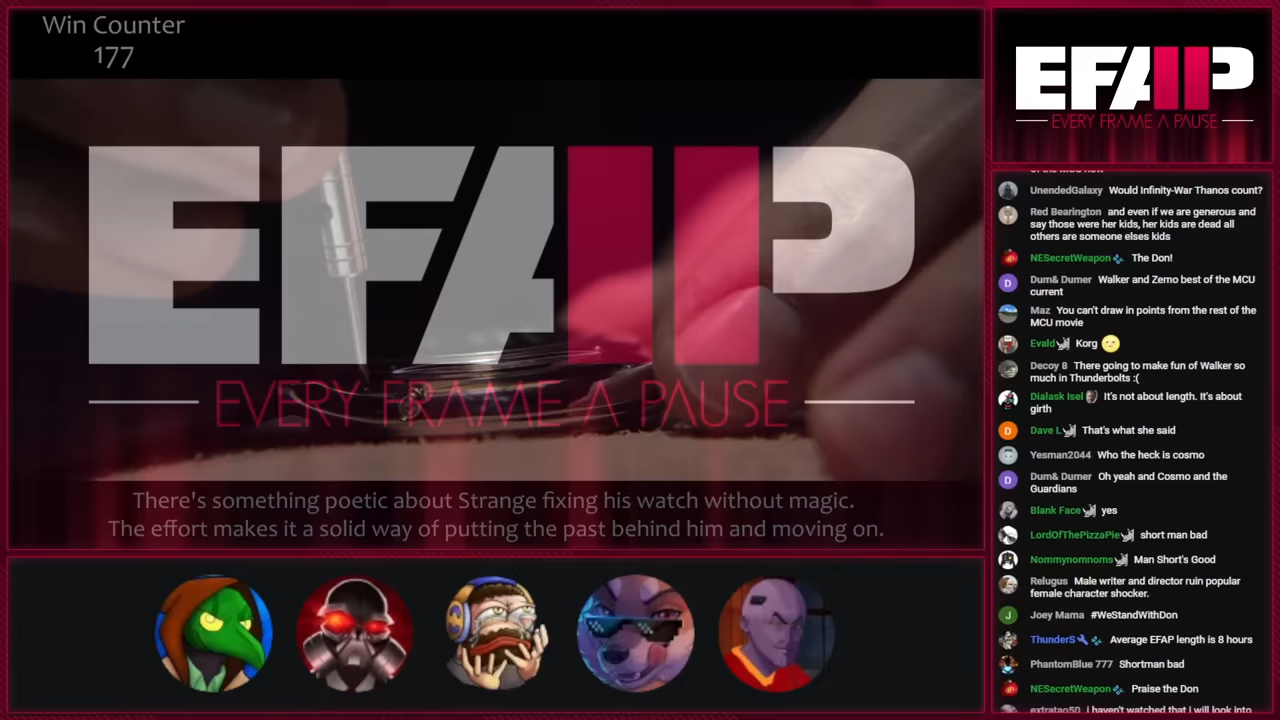 Win Counter
177
EFAP
EVERY FRAME A PAUSE
There's something poetic about Strange fixing his watch without magic.
The effort makes it a solid way of putting the past behind him and moving on.
EFAP
EVERY FRAME A PAUSE
UnendedGalaxy Would Infinity-War Thanos count?
Red Bearington and even if we are generous and
say those were her kids, her kids are dead all
others are someone elses kids
NESecretWeapon The Don!
D
Dum& Dumer Walker and Zemo best of the MCU
current
Maz You can't draw in points from the rest of the
MCU movie
Evald Korg
Decoy 8 There going to make fun of Walker so
much in Thunderbolts :(
Dialask Isel It's not about length. It's about
girth
D
Dave L That's what she said
Yesman2044 Who the heck is cosmo
D
Dum& Dumer Oh yeah and Cosmo and the
Guardians
Blank Face yes
LordOfThePizzaPie short man bad
Nommynomnoms Man Short's Good
Relugus Male writer and director ruin popular
female character shocker.
J
Joey Mama #WeStandWithDon
ThunderS Average EFAP length is 8 hours
PhantomBlue 777 Shortman bad
NESecretWeapon Praise the Don
extratao50 i haven't watched that i will look into